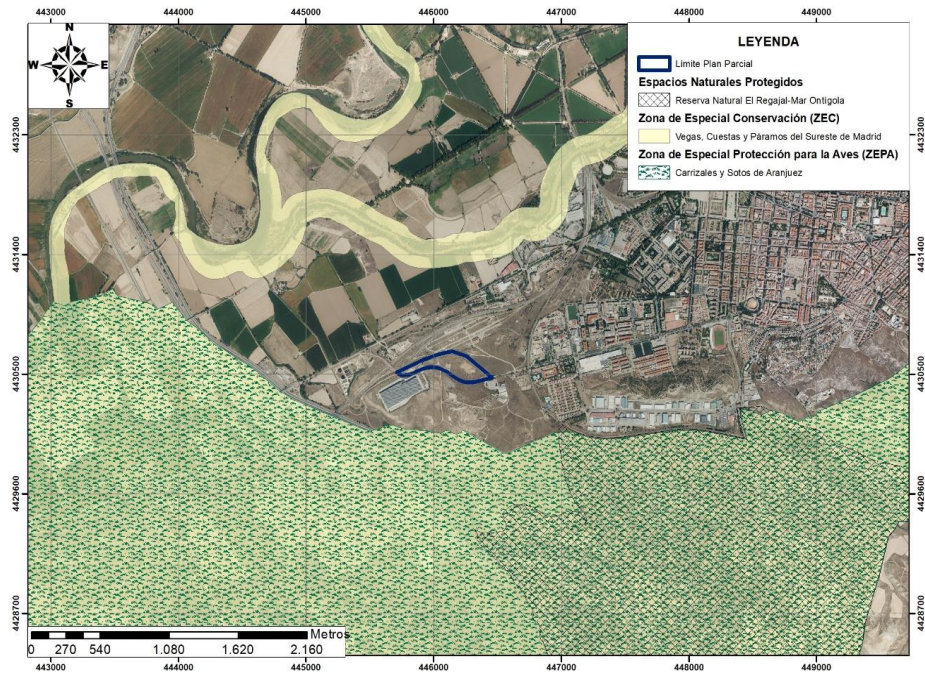 443000 444000 445000 446000 447000 448000 449000
N
W E
S
LEYENDA
Límite Plan Parcial
Espacios Naturales Protegidos
Reserva Natural El Regajal-Mar Ontigola
Zona de Especial Conservación (ZEC)
Vegas, Cuestas y Páramos del Sureste de Madrid
Zona de Especial Protección para la Aves (ZEPA)
Carrizales y Sotos de Aranjuez
4432300 4432300
4431400 4431400
4430500 4430500
4429600 4429600
4428700 4428700
Metros
0 270 540 1.080 1.620 2.160
443000 444000 445000 446000 447000 448000 449000